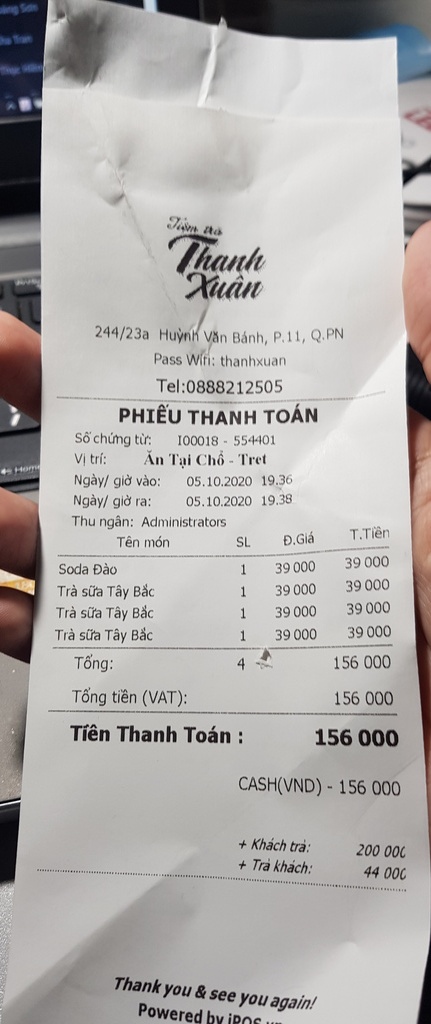 Tiệm trà
Thanh
Xuân
244/23a Huỳnh Văn Bánh, P.11, Q.PN
Pass Wifi: thanhxuan
Tel:0888212505
PHIẾU THANH TOÁN
Số chứng từ: I00018 - 554401
Vị trí: Ăn Tại Chỗ - Tret
Ngày/ giờ vào: 05.10.2020 19.36
Ngày/ giờ ra: 05.10.2020 19.38
Thu ngân: Administrators
Tên món SL Đ.Giá T.Tiền
Soda Đào 1 39 000 39 000
Trà sữa Tây Bắc 1 39 000 39 000
Trà sữa Tây Bắc 1 39 000 39 000
Trà sữa Tây Bắc 1 39 000 39 000
Tổng: 4 156 000
Tổng tiền (VAT): 156 000
Tiền Thanh Toán : 156 000
CASH(VND) - 156 000
+ Khách trả: 200 000
+ Trả khách: 44 000
Thank you & see you again!
Powered by iPOS